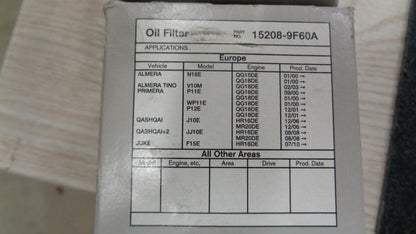 Oil Filter PART NO. 15208-9F60A
APPLICATIONS
Europe
Vehicle Model Engine Prod. Date
ALMERA N16E QG15DE 01/00 →
QG18DE 01/00 →
ALMERA TINO V10M QG18DE 02/03 →
PRIMERA P11E QG16DE 09/00 →
QG18DE 01/00 →
WP11E QG18DE 01/00 →
P12E QG16DE 12/01 →
QG18DE 12/01 →
QASHQAI J10E HR16DE 12/06 →
MR20DE 12/06 →
QASHQAI+2 JJ10E HR16DE 08/08 →
MR20DE 08/08 →
JUKE F15E HR16DE 07/10 →
All Other Areas
Model Engine, etc. Area Drive Prod. Date